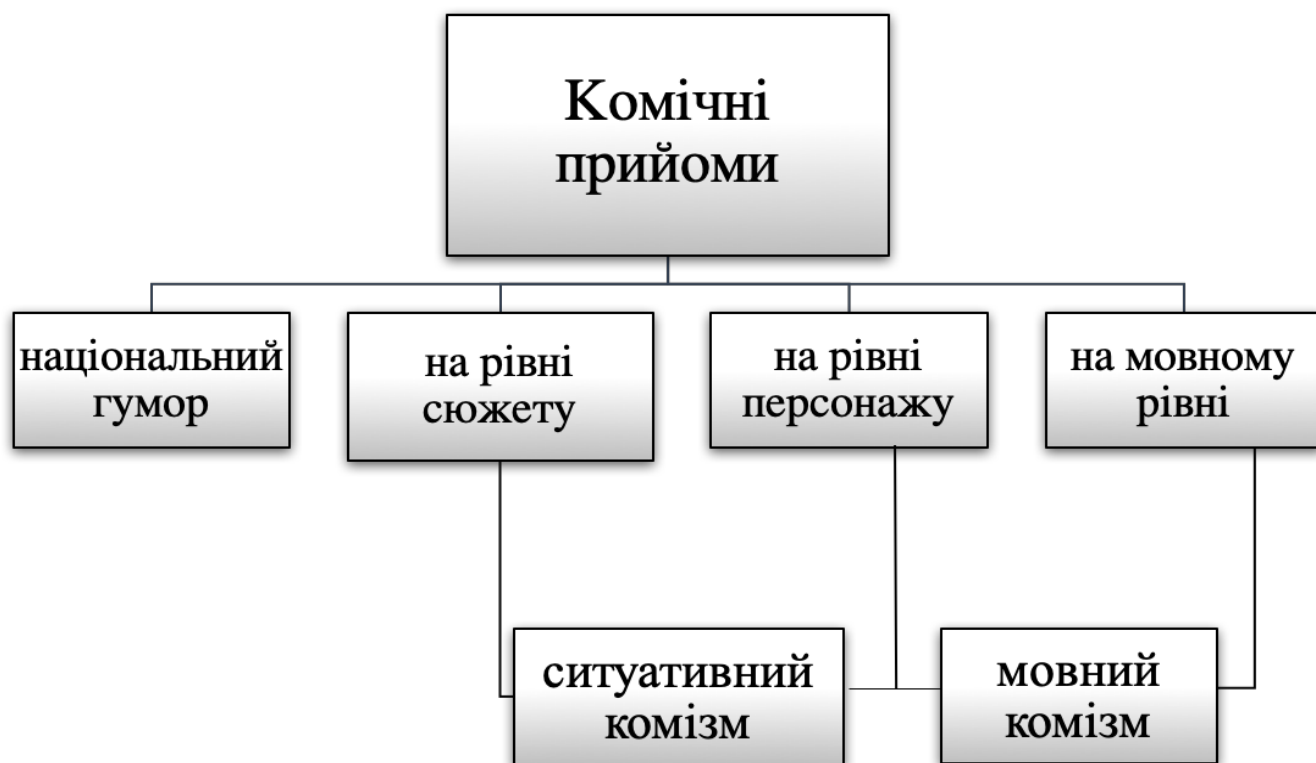 Комічні
прийоми
національний
гумор
на рівні
сюжету
на рівні
персонажу
на мовному
рівні
ситуативний
комізм
мовний
комізм